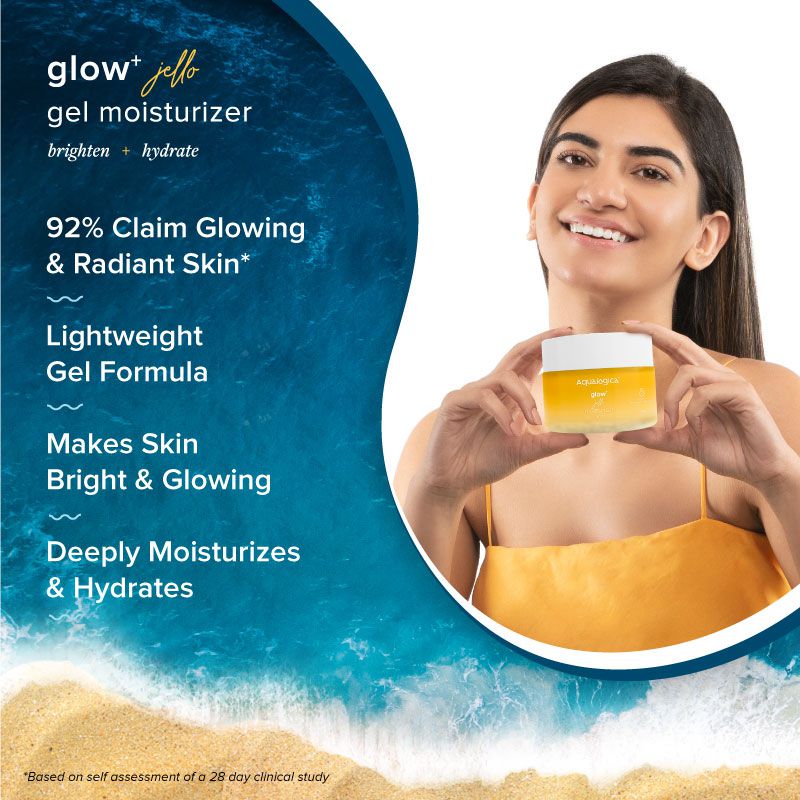 glow⁺ jello
gel moisturizer
brighten + hydrate
92% Claim Glowing
& Radiant Skin*
Lightweight
Gel Formula
Makes Skin
Bright & Glowing
Deeply Moisturizes
& Hydrates
Aqualogica
glow⁺
jello
*Based on self assessment of a 28 day clinical study